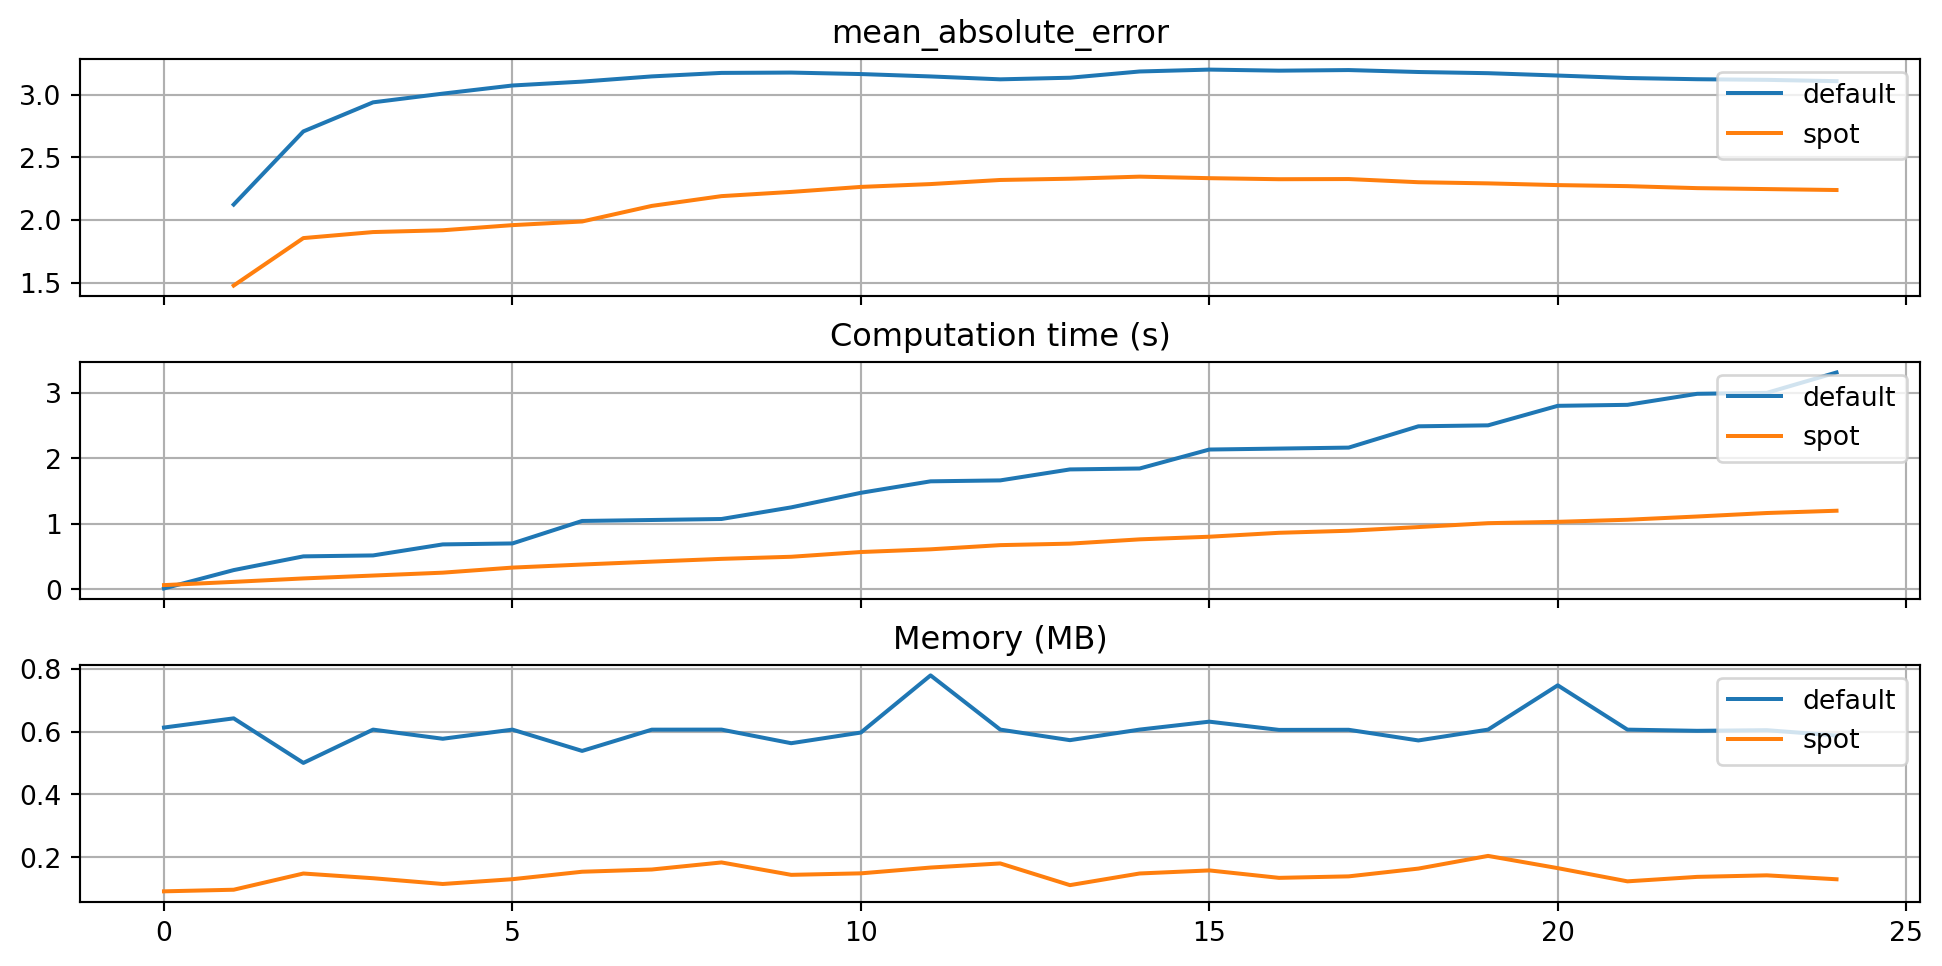 mean_absolute_error
3.0
2.5
2.0
1.5
default
spot
Computation time (s)
3
2
1
0
default
spot
Memory (MB)
0.8
0.6
0.4
0.2
default
spot
0 5 10 15 20 25